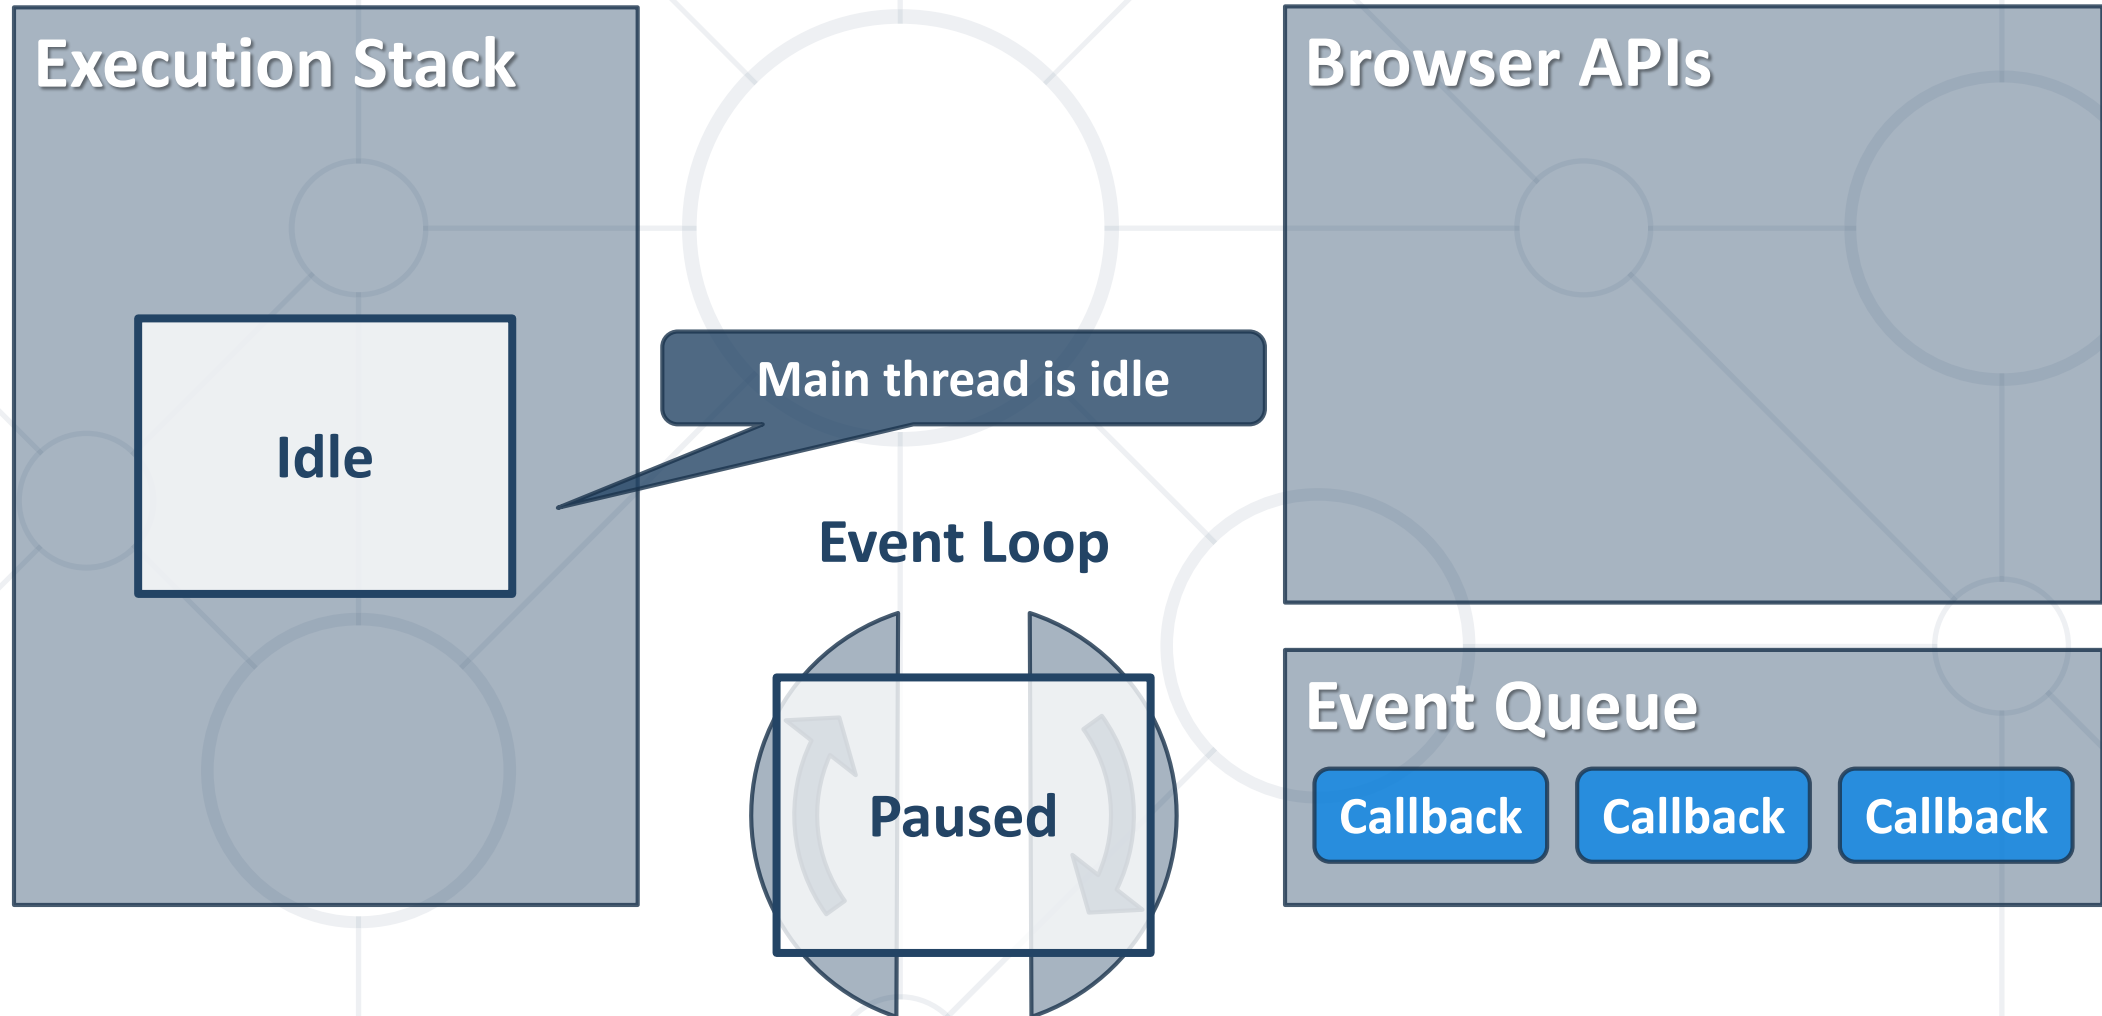 Execution Stack
Idle
Main thread is idle
Event Loop
Paused
Browser APIs
Event Queue
Callback Callback Callback